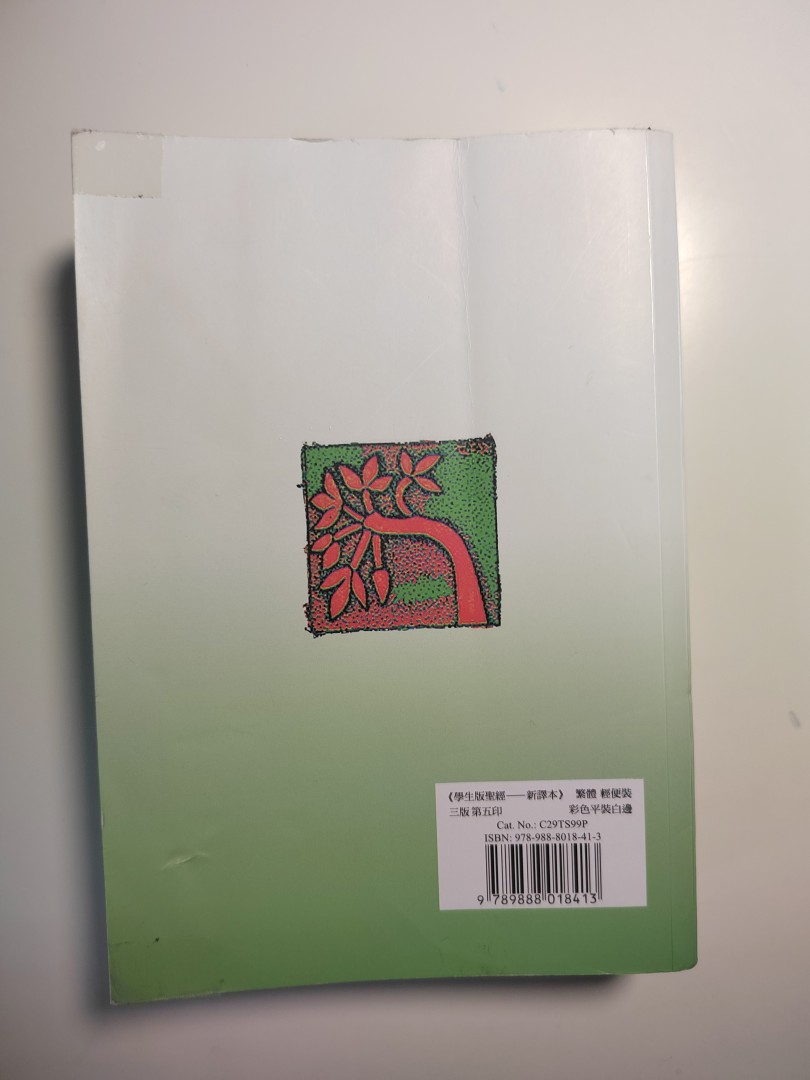 《學生版聖經——新譯本》 繁體 輕便裝
三版 第五印 彩色平裝白邊
Cat. No.: C29TS99P
ISBN: 978-988-8018-41-3
9 789888 018413